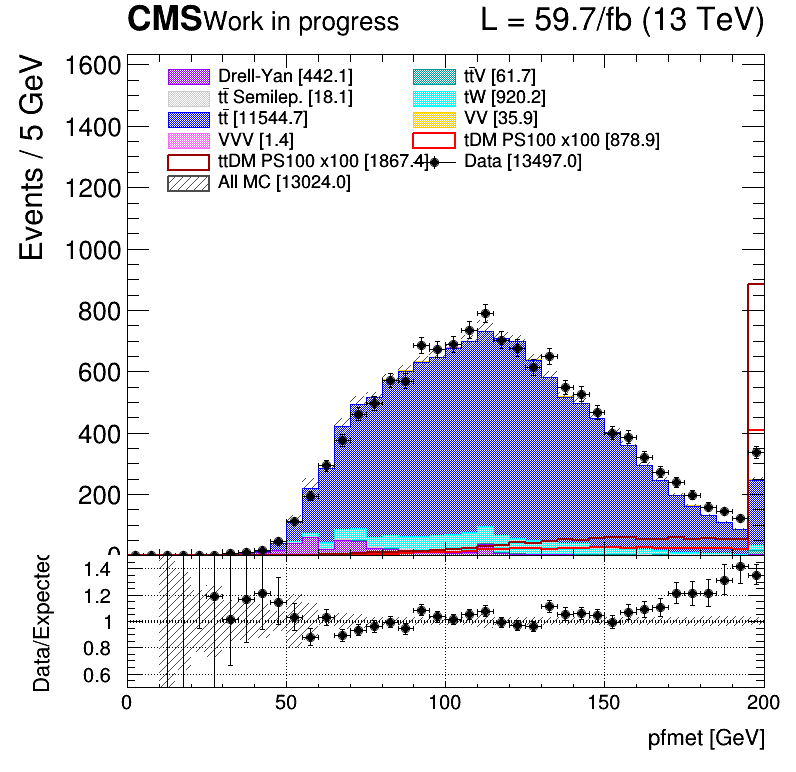 CMS Work in progress L = 59.7/fb (13 TeV)
Events / 5 GeV
1600
1400
1200
1000
800
600
400
200
0
Drell-Yan [442.1] tt̄V [61.7]
tt̄ Semilep. [18.1] tW [920.2]
tt̄ [11544.7] VV [35.9]
VVV [1.4] tDM PS100 x100 [878.9]
ttDM PS100 x100 [1867.4] Data [13497.0]
All MC [13024.0]
Data/Expected
1.4
1.2
1
0.8
0.6
0 50 100 150 200
pfmet [GeV]